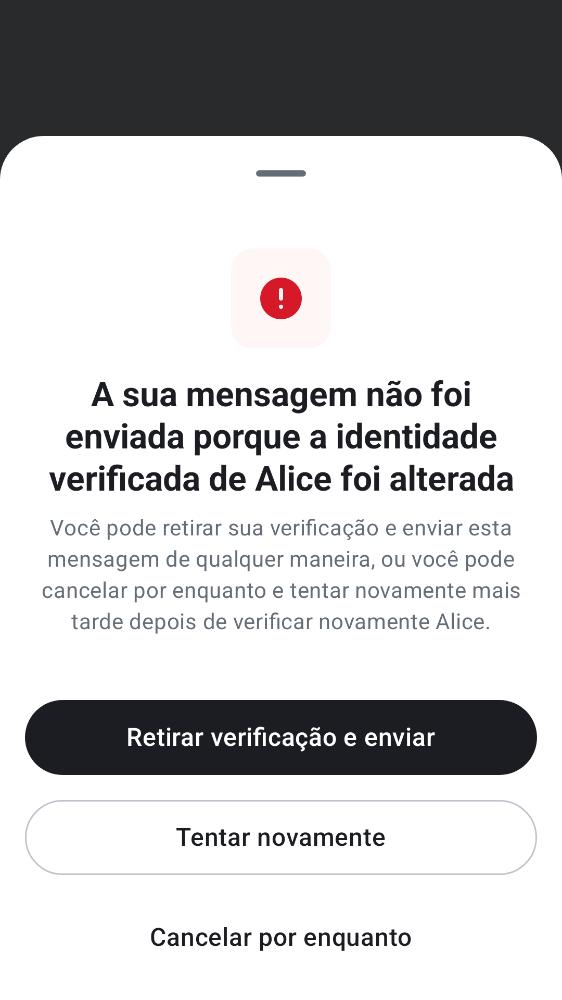 A sua mensagem não foi
enviada porque a identidade
verificada de Alice foi alterada
Você pode retirar sua verificação e enviar esta
mensagem de qualquer maneira, ou você pode
cancelar por enquanto e tentar novamente mais
tarde depois de verificar novamente Alice.
Retirar verificação e enviar
Tentar novamente
Cancelar por enquanto